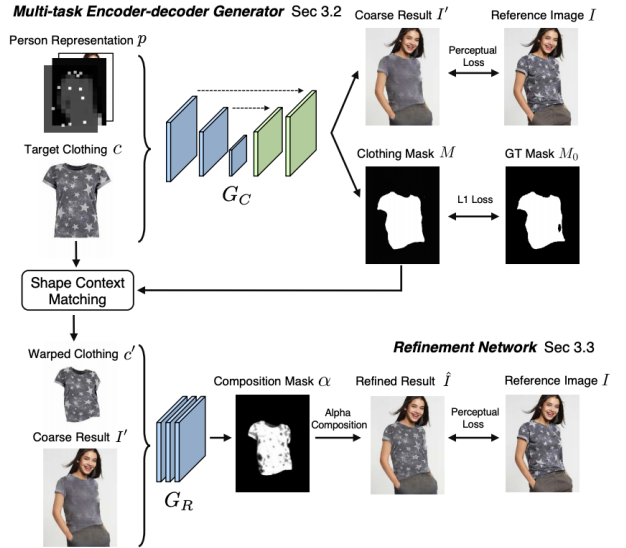 Multi-task Encoder-decoder Generator Sec 3.2
Person Representation p
Coarse Result I′
Reference Image I
Perceptual
Loss
Target Clothing c
G_C
Clothing Mask M
GT Mask M_0
L1 Loss
Shape Context
Matching
Warped Clothing c′
Refinement Network Sec 3.3
Composition Mask α
Refined Result Î
Reference Image I
Alpha
Composition
Perceptual
Loss
Coarse Result I′
G_R